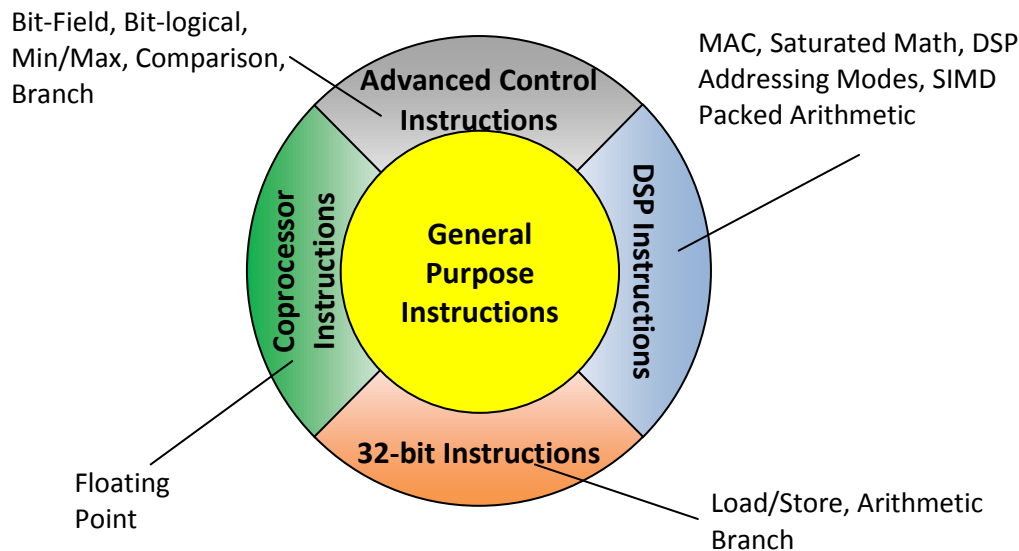 Bit-Field, Bit-logical,
Min/Max, Comparison,
Branch
MAC, Saturated Math, DSP
Addressing Modes, SIMD
Packed Arithmetic
Advanced Control
Instructions
Coprocessor
Instructions
General
Purpose
Instructions
DSP Instructions
32-bit Instructions
Floating
Point
Load/Store, Arithmetic
Branch